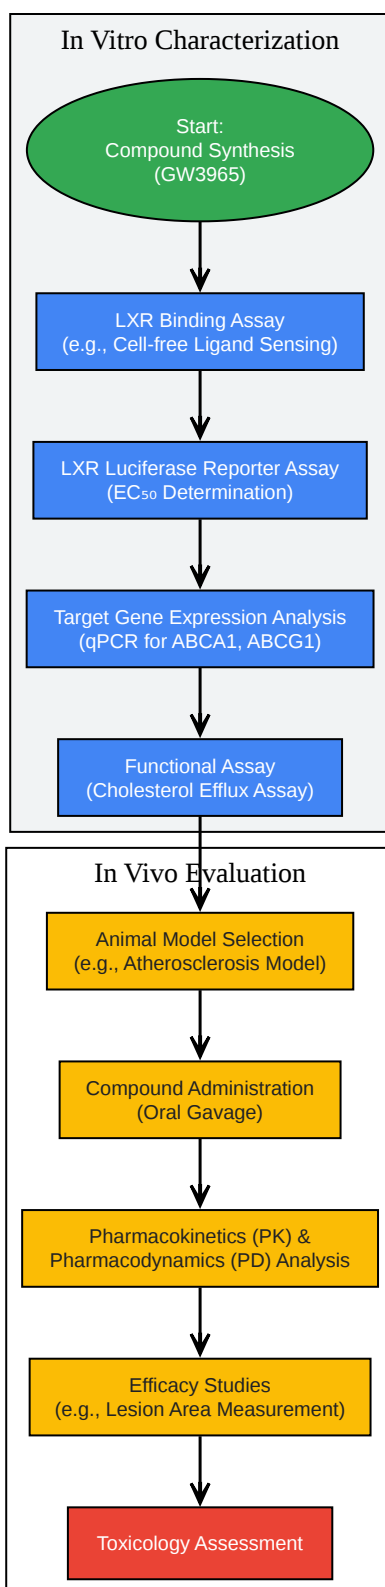 In Vitro Characterization
Start:
Compound Synthesis
(GW3965)
LXR Binding Assay
(e.g., Cell-free Ligand Sensing)
LXR Luciferase Reporter Assay
(EC₅₀ Determination)
Target Gene Expression Analysis
(qPCR for ABCA1, ABCG1)
Functional Assay
(Cholesterol Efflux Assay)
In Vivo Evaluation
Animal Model Selection
(e.g., Atherosclerosis Model)
Compound Administration
(Oral Gavage)
Pharmacokinetics (PK) &
Pharmacodynamics (PD) Analysis
Efficacy Studies
(e.g., Lesion Area Measurement)
Toxicology Assessment